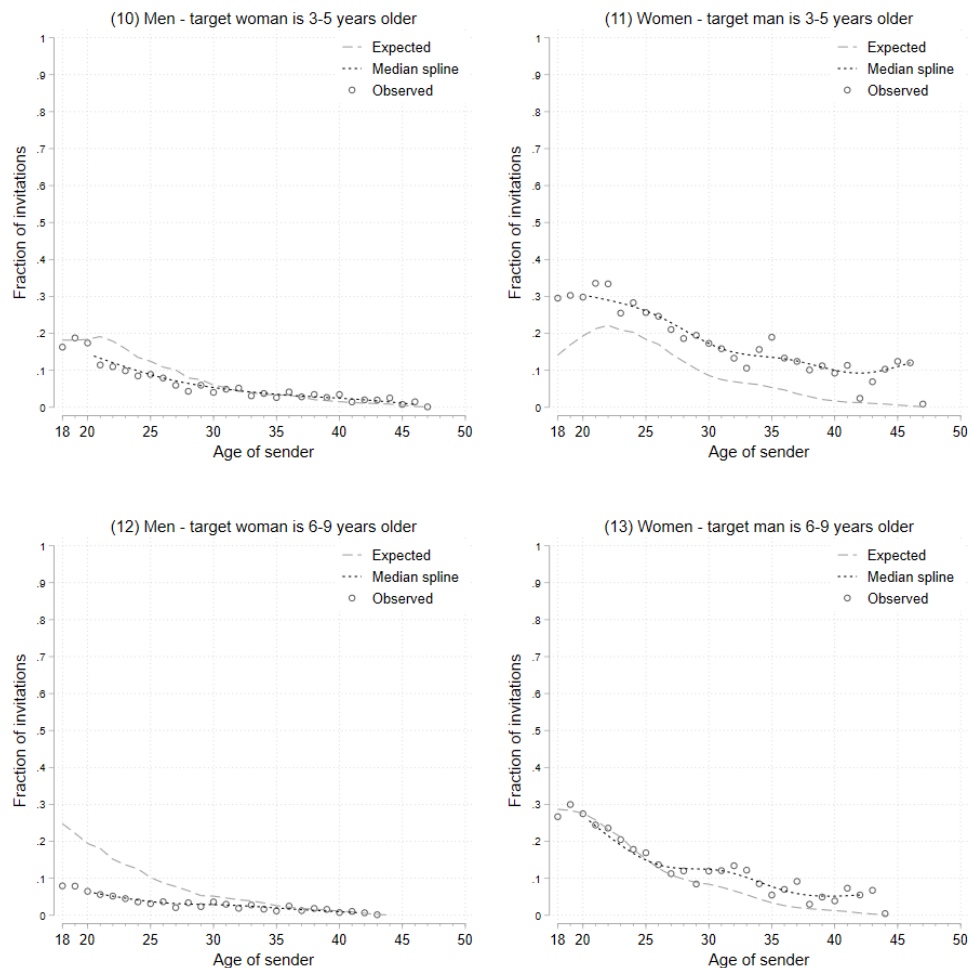 (10) Men - target woman is 3-5 years older
Expected
Median spline
Observed
1
.9
.8
.7
.6
.5
.4
.3
.2
.1
0
Fraction of invitations
18 20 25 30 35 40 45 50
Age of sender
(11) Women - target man is 3-5 years older
Expected
Median spline
Observed
1
.9
.8
.7
.6
.5
.4
.3
.2
.1
0
Fraction of invitations
18 20 25 30 35 40 45 50
Age of sender
(12) Men - target woman is 6-9 years older
Expected
Median spline
Observed
1
.9
.8
.7
.6
.5
.4
.3
.2
.1
0
Fraction of invitations
18 20 25 30 35 40 45 50
Age of sender
(13) Women - target man is 6-9 years older
Expected
Median spline
Observed
1
.9
.8
.7
.6
.5
.4
.3
.2
.1
0
Fraction of invitations
18 20 25 30 35 40 45 50
Age of sender